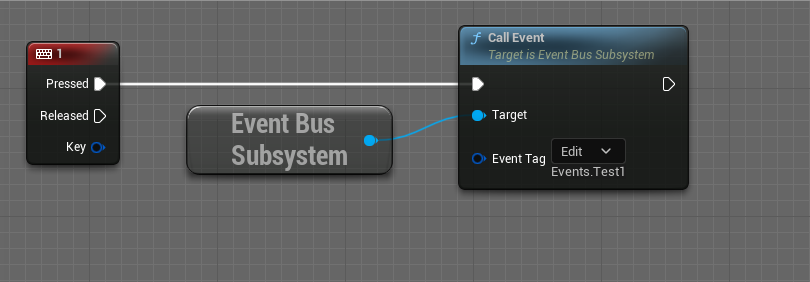 1
Pressed
Released
Key
Event Bus
Subsystem
f Call Event
Target is Event Bus Subsystem
Target
Event Tag
Edit
Events.Test1